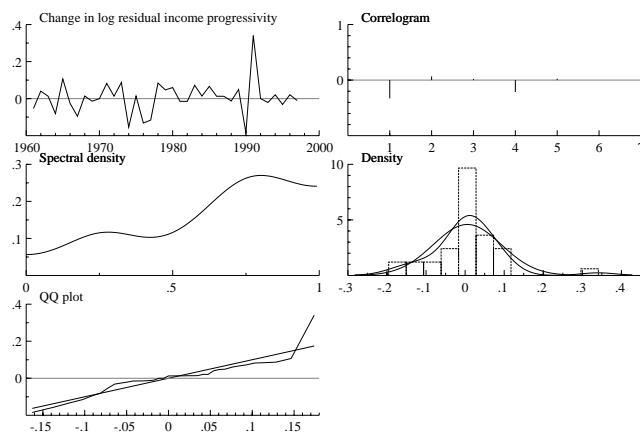 Change in log residual income progressivity
.4
.2
0
1960 1970 1980 1990 2000
Correlogram
1
0
0 1 2 3 4 5 6 7
Spectral density
.3
.2
.1
0 .5 1
Density
10
5
-.3 -.2 -.1 0 .1 .2 .3 .4
QQ plot
.4
.2
0
-.15 -.1 -.05 0 .05 .1 .15